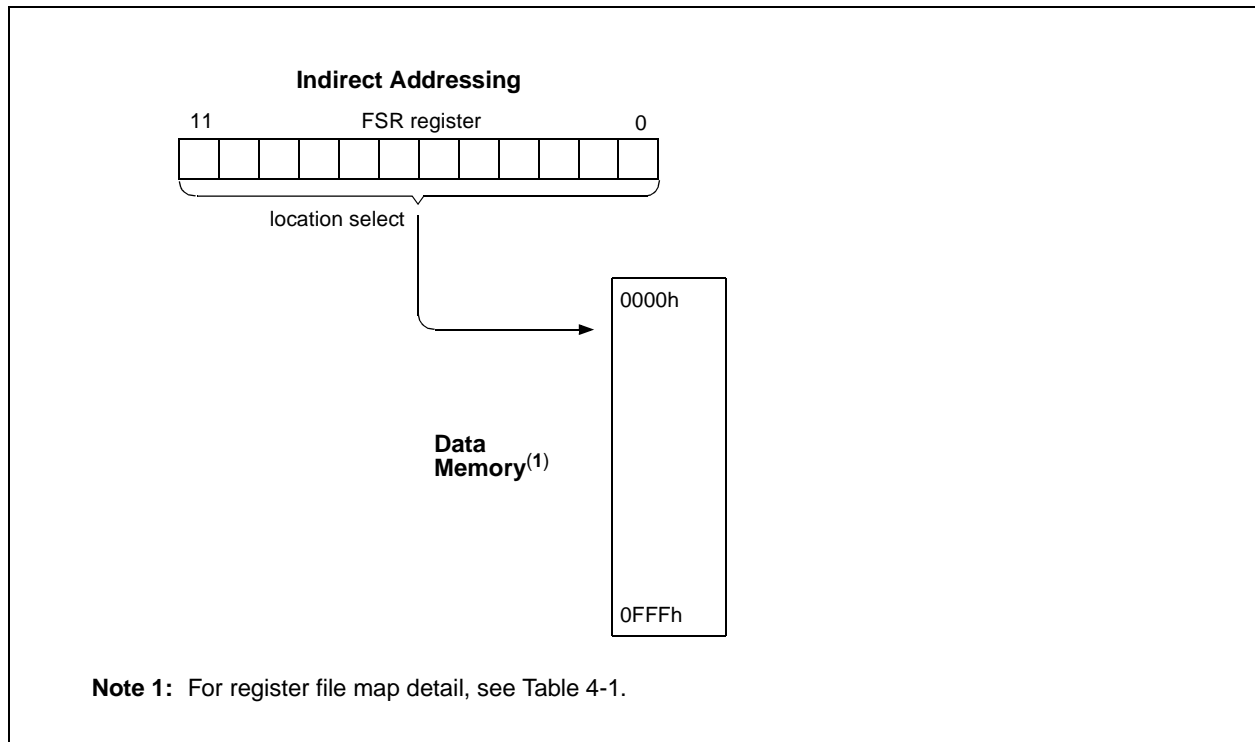 Indirect Addressing
11 FSR register 0
location select
0000h
Data
Memory(1)
0FFFh
Note 1: For register file map detail, see Table 4-1.